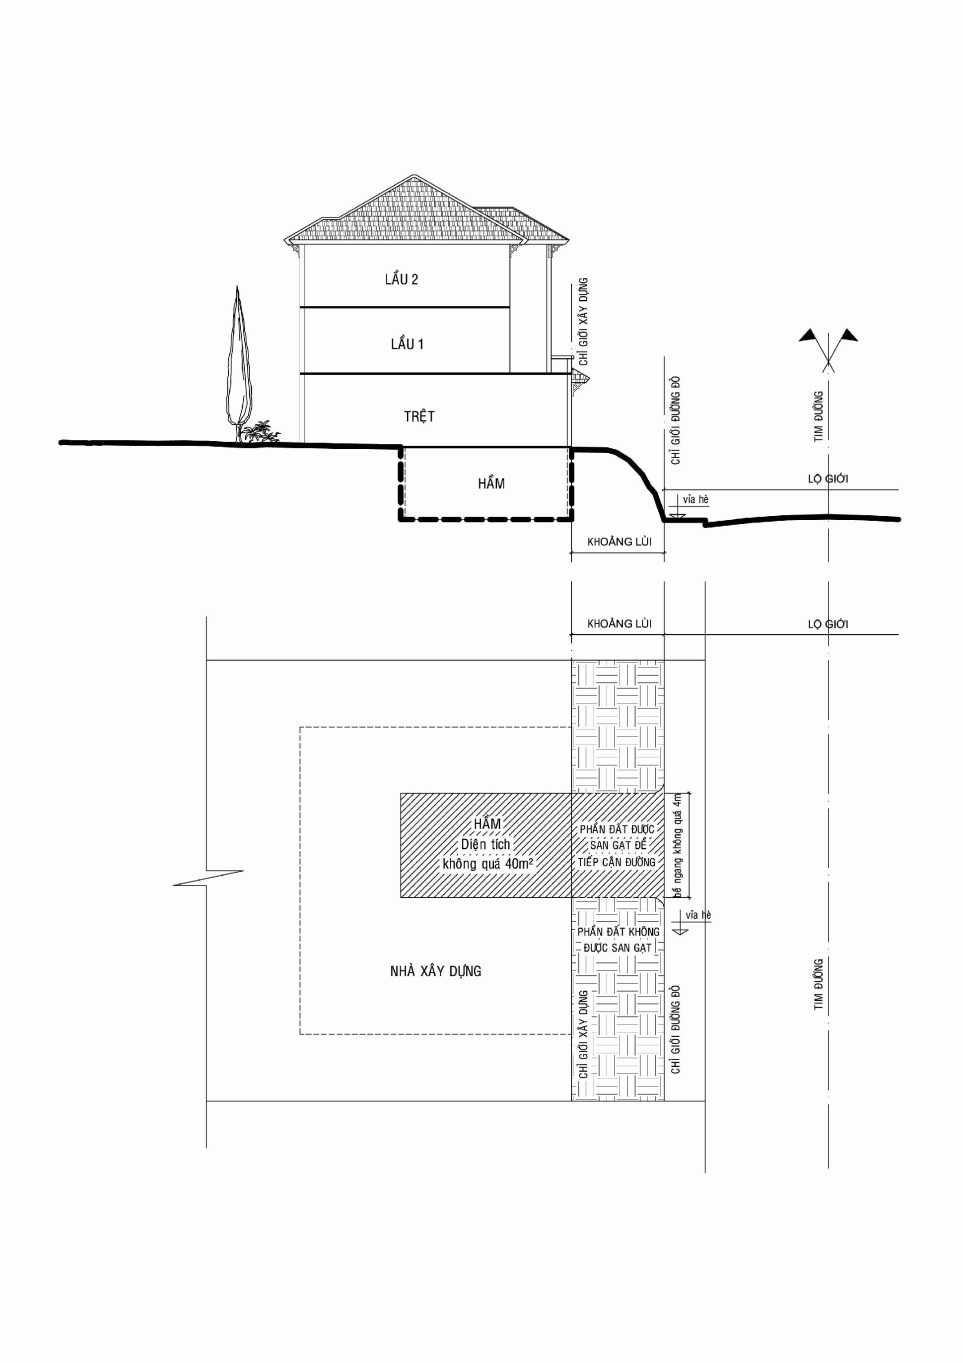 LẦU 2
LẦU 1
TRỆT
HẦM
CHỈ GIỚI XÂY DỰNG
CHỈ GIỚI ĐƯỜNG ĐỎ
TIM ĐƯỜNG
LỘ GIỚI
vỉa hè
KHOẢNG LÙI
KHOẢNG LÙI
LỘ GIỚI
HẦM
Diện tích
không quá 40m²
PHẦN ĐẤT ĐƯỢC
SAN GẠT ĐỂ
TIẾP CẬN ĐƯỜNG
bề ngang không quá 4m
vỉa hè
PHẦN ĐẤT KHÔNG
ĐƯỢC SAN GẠT
NHÀ XÂY DỰNG
CHỈ GIỚI XÂY DỰNG
CHỈ GIỚI ĐƯỜNG ĐỎ
TIM ĐƯỜNG